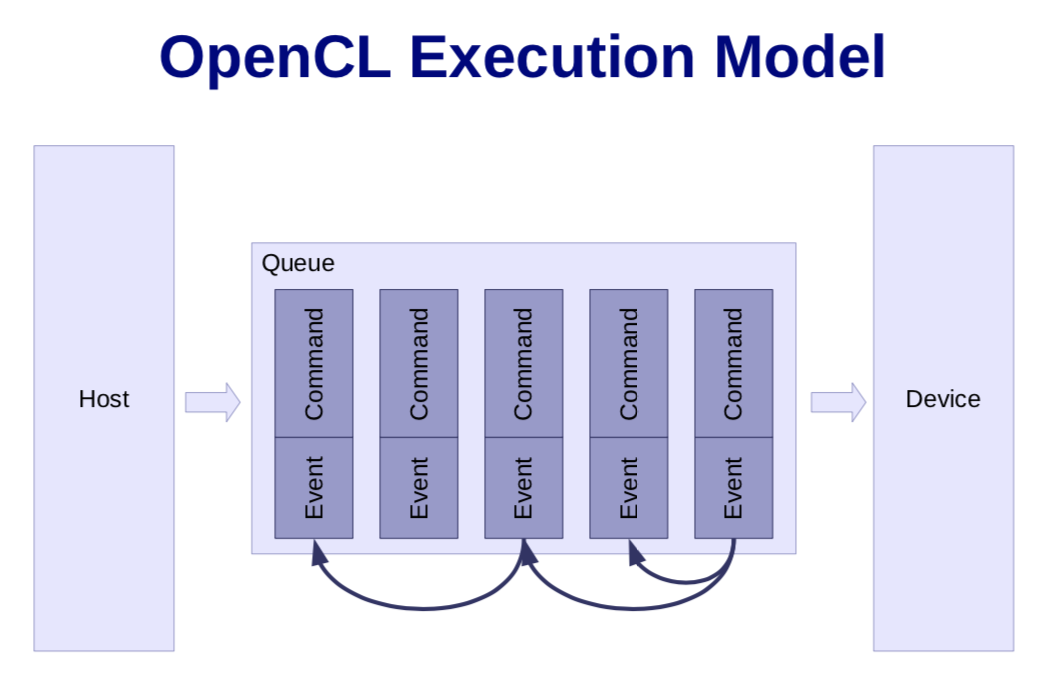 OpenCL Execution Model
Queue
Host
Command
Command
Command
Command
Command
Device
Event
Event
Event
Event
Event